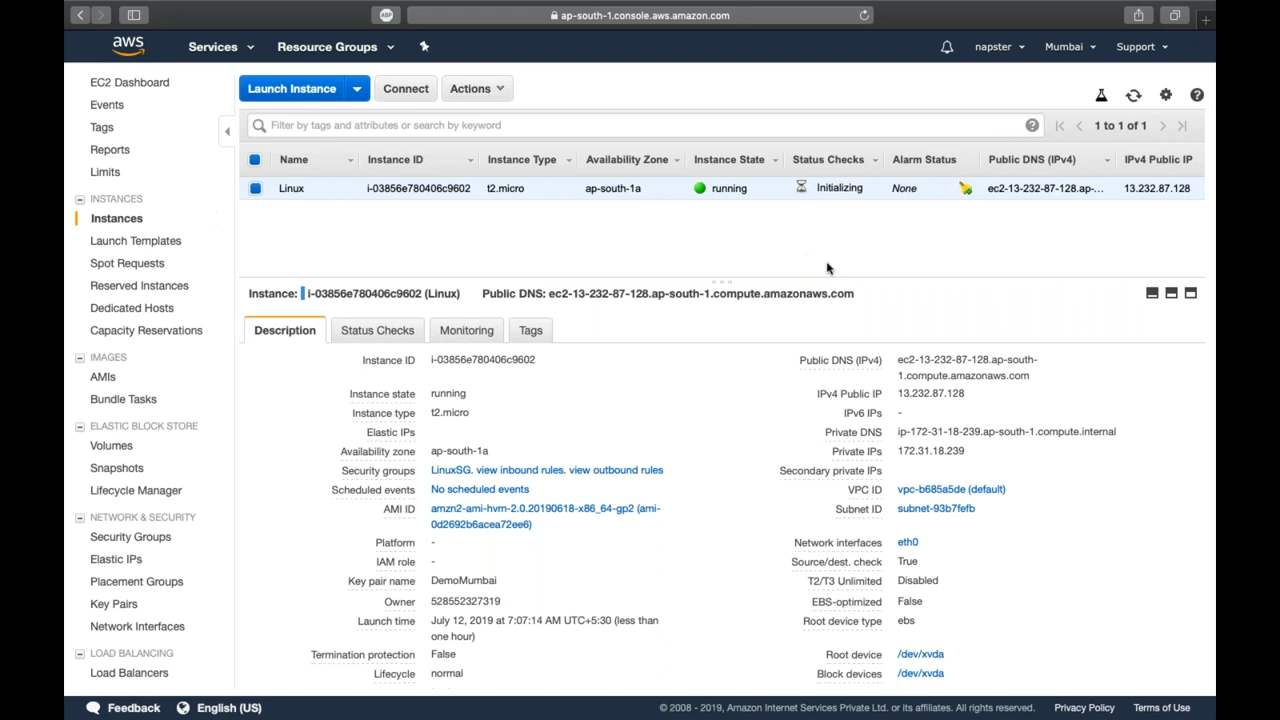 ABP
ap-south-1.console.aws.amazon.com
aws
Services
Resource Groups
napster
Mumbai
Support
EC2 Dashboard
Events
Tags
Reports
Limits
INSTANCES
Instances
Launch Templates
Spot Requests
Reserved Instances
Dedicated Hosts
Capacity Reservations
IMAGES
AMIs
Bundle Tasks
ELASTIC BLOCK STORE
Volumes
Snapshots
Lifecycle Manager
NETWORK & SECURITY
Security Groups
Elastic IPs
Placement Groups
Key Pairs
Network Interfaces
LOAD BALANCING
Load Balancers
Launch Instance
Connect
Actions
Filter by tags and attributes or search by keyword
1 to 1 of 1
Name Instance ID Instance Type Availability Zone Instance State Status Checks Alarm Status Public DNS (IPv4) IPv4 Public IP
Linux i-03856e780406c9602 t2.micro ap-south-1a running Initializing None ec2-13-232-87-128.ap-... 13.232.87.128
Instance: i-03856e780406c9602 (Linux) Public DNS: ec2-13-232-87-128.ap-south-1.compute.amazonaws.com
Description
Status Checks
Monitoring
Tags
Instance ID i-03856e780406c9602
Instance state running
Instance type t2.micro
Elastic IPs
Availability zone ap-south-1a
Security groups LinuxSG. view inbound rules. view outbound rules
Scheduled events No scheduled events
AMI ID amzn2-ami-hvm-2.0.20190618-x86_64-gp2 (ami-
0d2692b6acea72ee6)
Platform -
IAM role -
Key pair name DemoMumbai
Owner 528552327319
Launch time July 12, 2019 at 7:07:14 AM UTC+5:30 (less than
one hour)
Termination protection False
Lifecycle normal
Public DNS (IPv4) ec2-13-232-87-128.ap-south-
1.compute.amazonaws.com
IPv4 Public IP 13.232.87.128
IPv6 IPs -
Private DNS ip-172-31-18-239.ap-south-1.compute.internal
Private IPs 172.31.18.239
Secondary private IPs
VPC ID vpc-b685a5de (default)
Subnet ID subnet-93b7fefb
Network interfaces eth0
Source/dest. check True
T2/T3 Unlimited Disabled
EBS-optimized False
Root device type ebs
Root device /dev/xvda
Block devices /dev/xvda
Feedback
English (US)
© 2008 - 2019, Amazon Internet Services Private Ltd. or its affiliates. All rights reserved.
Privacy Policy
Terms of Use